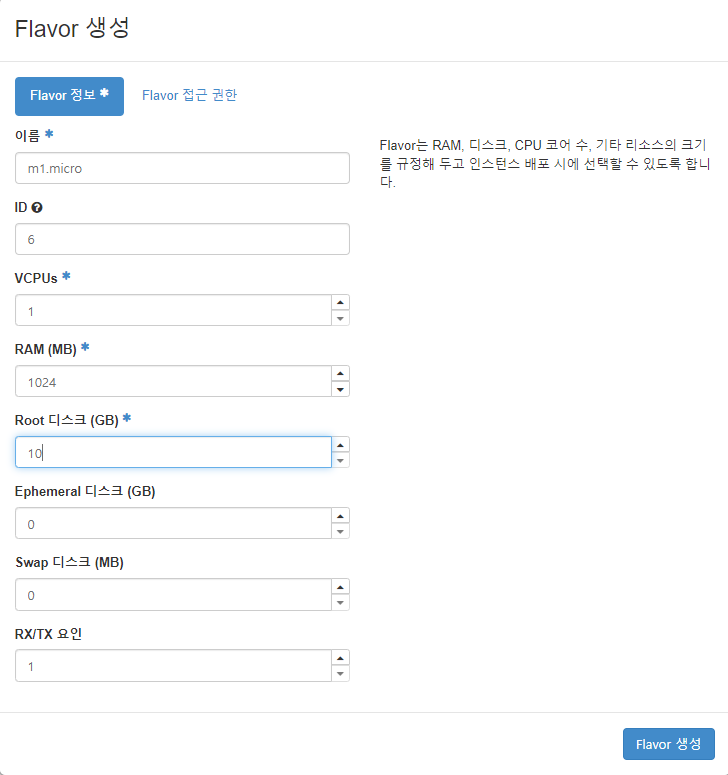 Flavor 생성
Flavor 정보 *
Flavor 접근 권한
이름 *
m1.micro
Flavor는 RAM, 디스크, CPU 코어 수, 기타 리소스의 크기
를 규정해 두고 인스턴스 배포 시에 선택할 수 있도록 합니
다.
ID ?
6
VCPUs *
1
RAM (MB) *
1024
Root 디스크 (GB) *
10
Ephemeral 디스크 (GB)
0
Swap 디스크 (MB)
0
RX/TX 요인
1
Flavor 생성